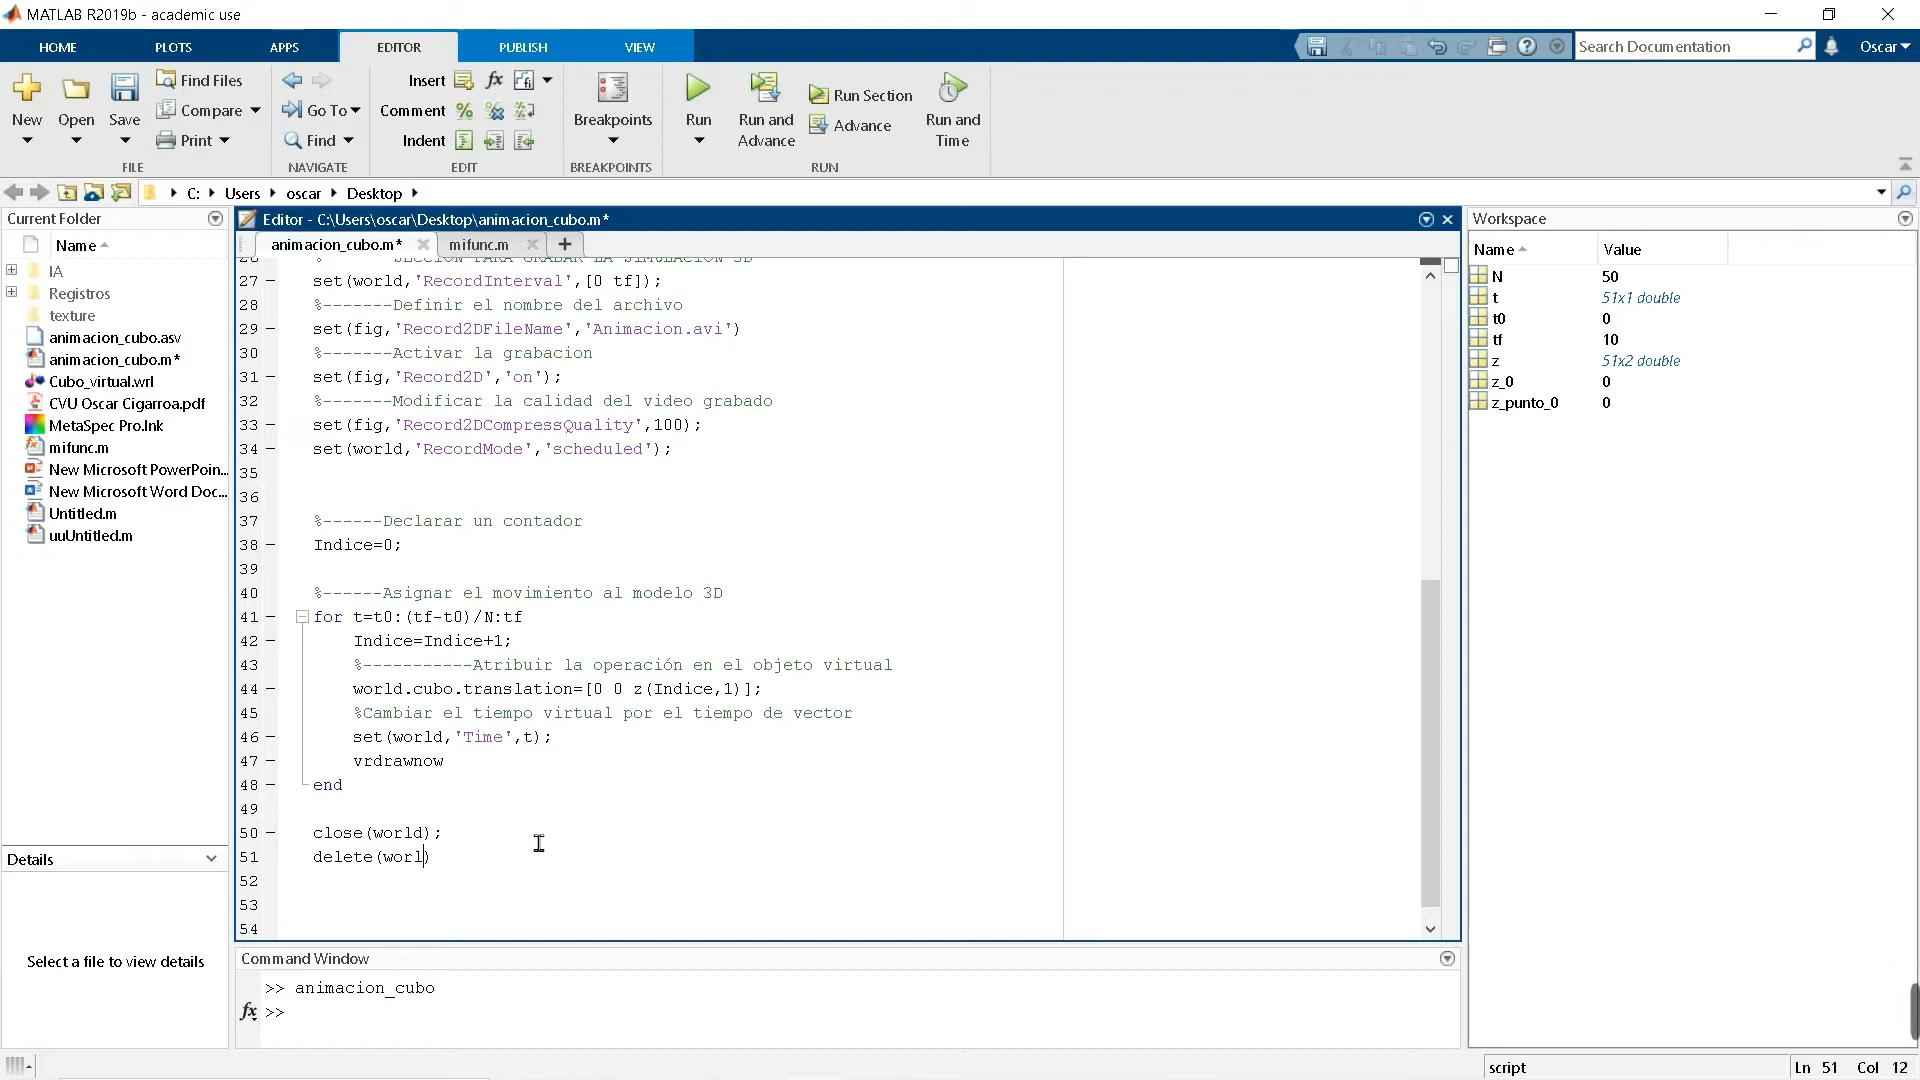 MATLAB R2019b - academic use
HOME PLOTS APPS EDITOR PUBLISH VIEW
Search Documentation
Oscar
New
Open
Save
Find Files
Compare
Print
FILE
Go To
Find
NAVIGATE
Insert
Comment
Indent
EDIT
Breakpoints
BREAKPOINTS
Run
Run and Advance
Run Section
Advance
Run and Time
RUN
C: Users oscar Desktop
Current Folder
Name
IA
Registros
texture
animacion_cubo.asv
animacion_cubo.m*
Cubo_virtual.wrl
CVU Oscar Cigarroa.pdf
MetaSpec Pro.lnk
mifunc.m
New Microsoft PowerPoin...
New Microsoft Word Doc...
Untitled.m
uuUntitled.m
Details
Select a file to view details
Editor - C:\Users\oscar\Desktop\animacion_cubo.m*
animacion_cubo.m* mifunc.m
26 % SECCION PARA GRABAR LA SIMULACION 3D
27 set(world,'RecordInterval',[0 tf]);
28 %-------Definir el nombre del archivo
29 set(fig,'Record2DFileName','Animacion.avi')
30 %-------Activar la grabacion
31 set(fig,'Record2D','on');
32 %-------Modificar la calidad del video grabado
33 set(fig,'Record2DCompressQuality',100);
34 set(world,'RecordMode','scheduled');
35
36
37 %------Declarar un contador
38 Indice=0;
39
40 %------Asignar el movimiento al modelo 3D
41 for t=t0:(tf-t0)/N:tf
42 Indice=Indice+1;
43 %-----------Atribuir la operación en el objeto virtual
44 world.cubo.translation=[0 0 z(Indice,1)];
45 %Cambiar el tiempo virtual por el tiempo de vector
46 set(world,'Time',t);
47 vrdrawnow
48 end
49
50 close(world);
51 delete(worl)
52
53
54
Command Window
>> animacion_cubo
fx >>
Workspace
Name Value
N 50
t 51x1 double
t0 0
tf 10
z 51x2 double
z_0 0
z_punto_0 0
script
Ln 51 Col 12